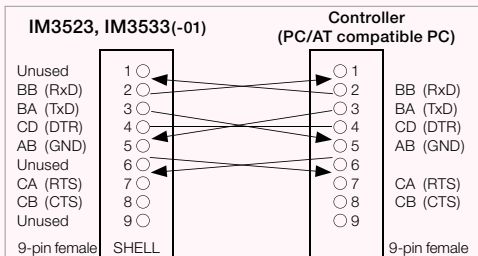 IM3523, IM3533(-01)
Controller
(PC/AT compatible PC)
Unused 1 1
BB (RxD) 2 2 BB (RxD)
BA (TxD) 3 3 BA (TxD)
CD (DTR) 4 4 CD (DTR)
AB (GND) 5 5 AB (GND)
Unused 6 6
CA (RTS) 7 7 CA (RTS)
CB (CTS) 8 8 CB (CTS)
Unused 9 9
9-pin female SHELL 9-pin female